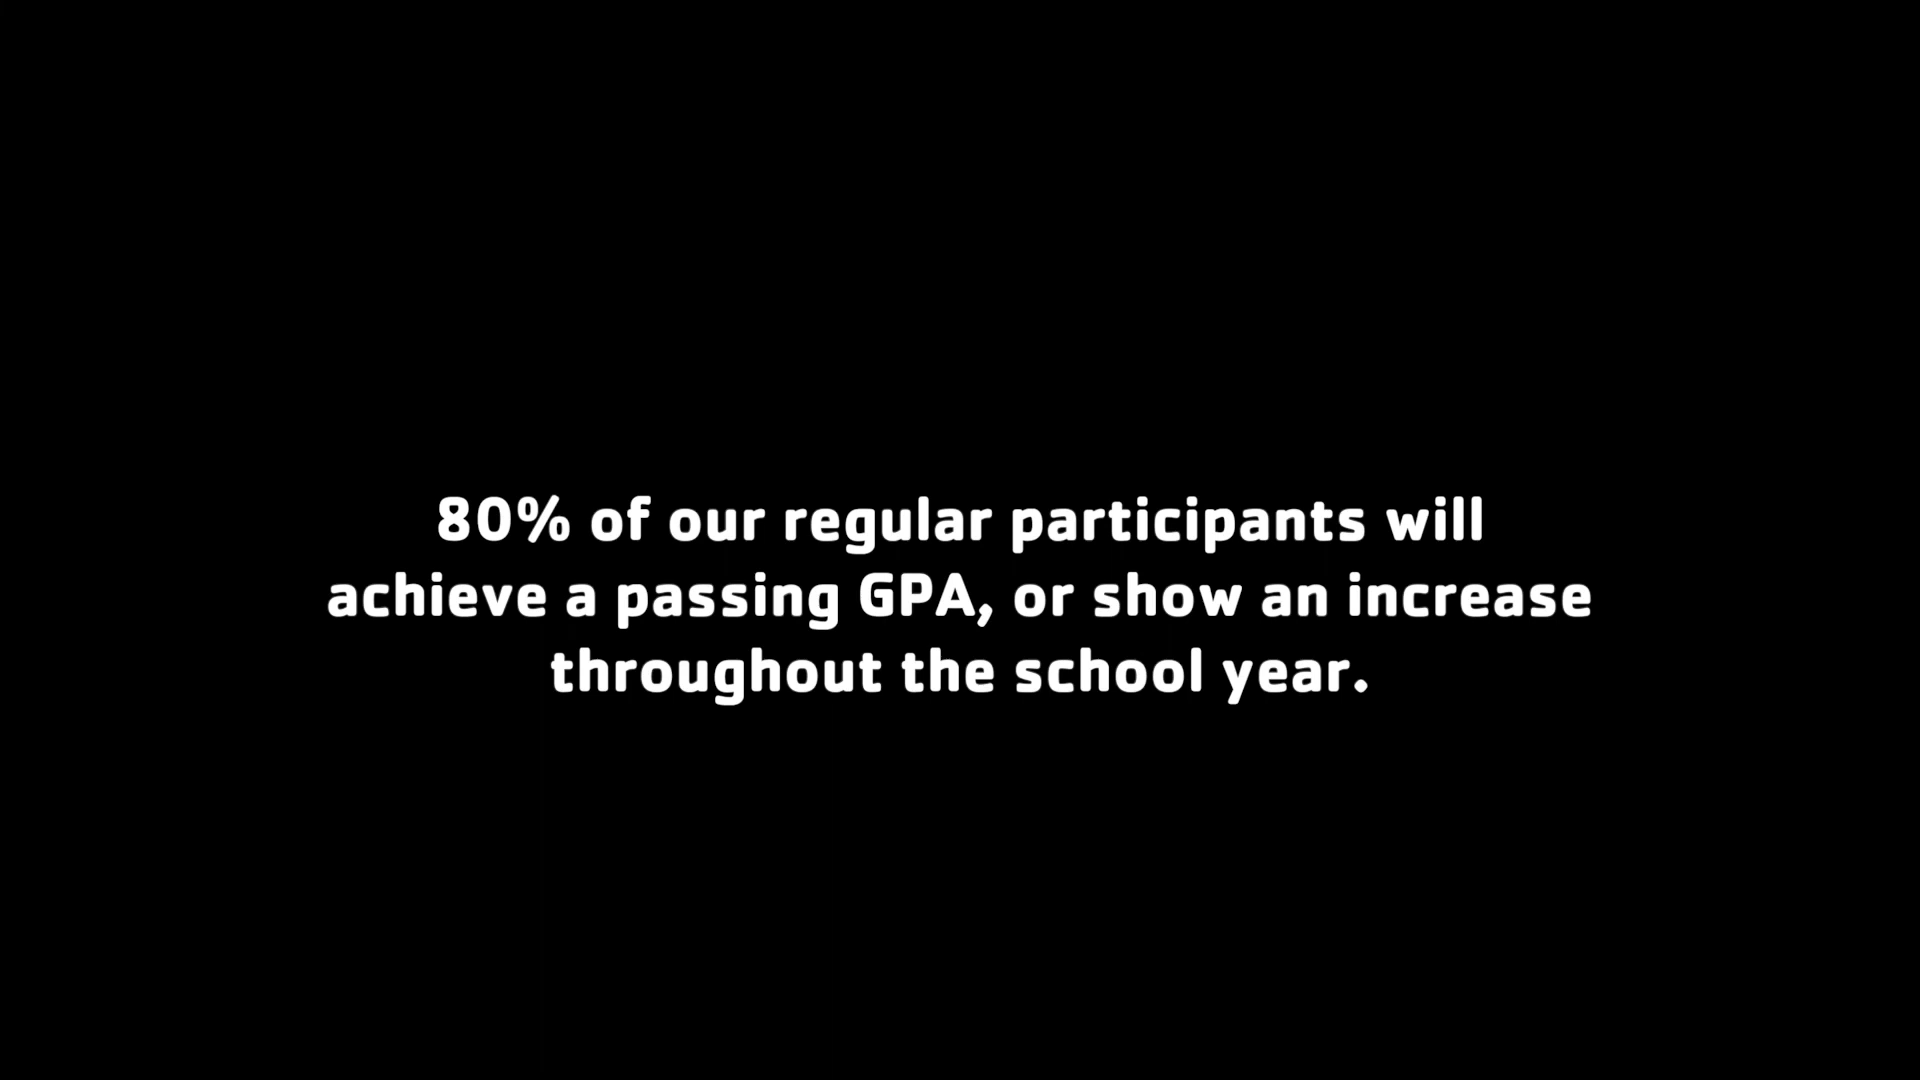 80% of our regular participants will
achieve a passing GPA, or show an increase
throughout the school year.